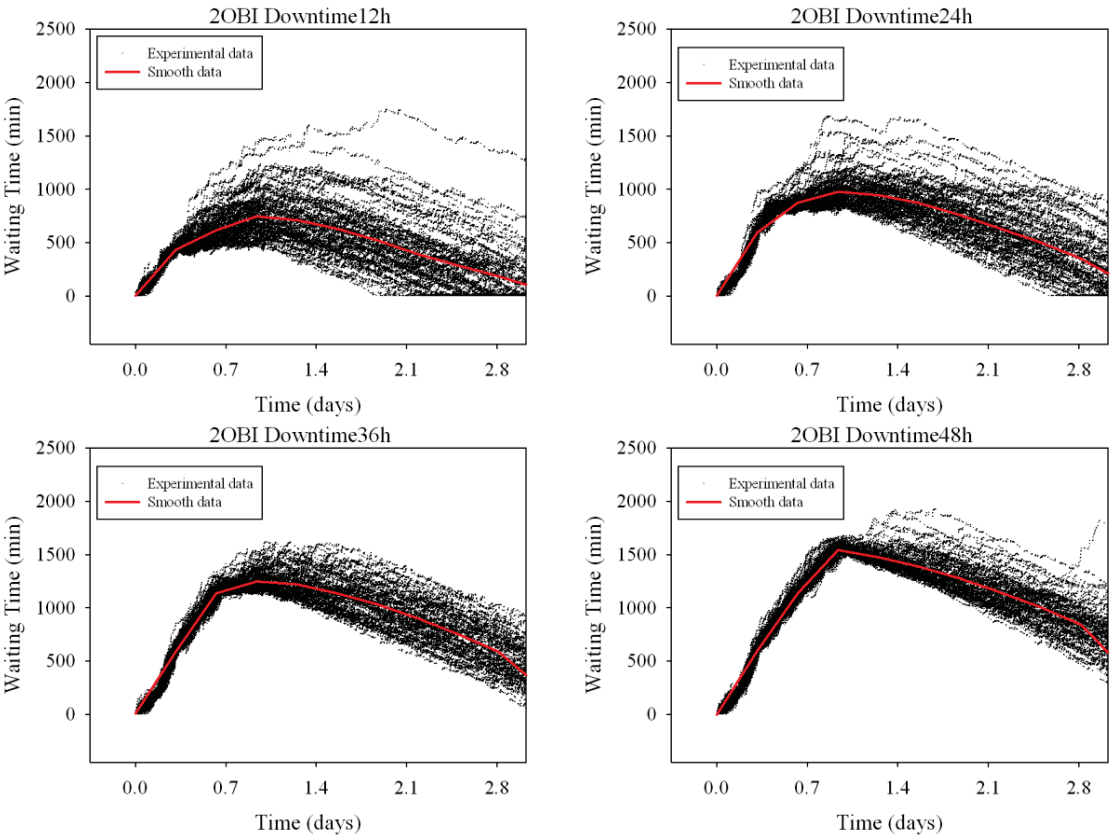 2OBI Downtime12h
2500
2000
1500
1000
500
0
Waiting Time (min)
Experimental data
Smooth data
0.0 0.7 1.4 2.1 2.8
Time (days)
2OBI Downtime24h
2500
2000
1500
1000
500
0
Waiting Time (min)
Experimental data
Smooth data
0.0 0.7 1.4 2.1 2.8
Time (days)
2OBI Downtime36h
2500
2000
1500
1000
500
0
Waiting Time (min)
Experimental data
Smooth data
0.0 0.7 1.4 2.1 2.8
Time (days)
2OBI Downtime48h
2500
2000
1500
1000
500
0
Waiting Time (min)
Experimental data
Smooth data
0.0 0.7 1.4 2.1 2.8
Time (days)